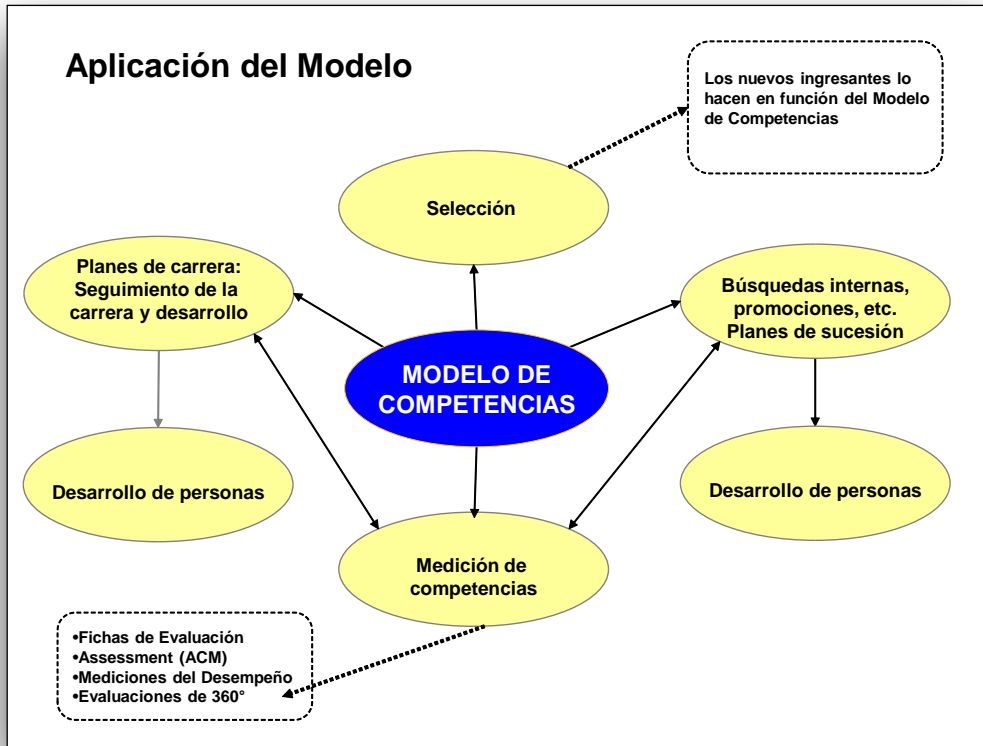 Aplicación del Modelo
Los nuevos ingresantes lo
hacen en función del Modelo
de Competencias
Selección
Planes de carrera:
Seguimiento de la
carrera y desarrollo
Búsquedas internas,
promociones, etc.
Planes de sucesión
MODELO DE
COMPETENCIAS
Desarrollo de personas
Desarrollo de personas
Medición de
competencias
•Fichas de Evaluación
•Assessment (ACM)
•Mediciones del Desempeño
•Evaluaciones de 360°